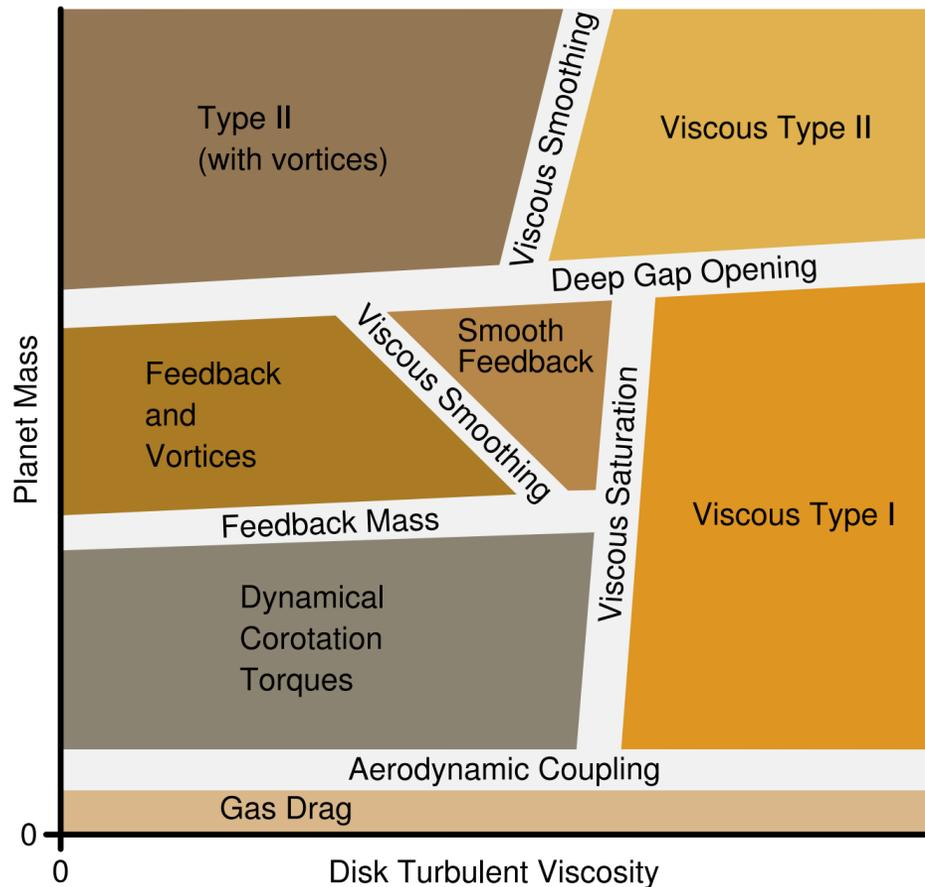 Type II
(with vortices)
Viscous Smoothing
Viscous Type II
Deep Gap Opening
Viscous Smoothing
Smooth
Feedback
Feedback
and
Vortices
Planet Mass
Viscous Saturation
Feedback Mass
Viscous Type I
Dynamical
Corotation
Torques
Aerodynamic Coupling
Gas Drag
0
0
Disk Turbulent Viscosity